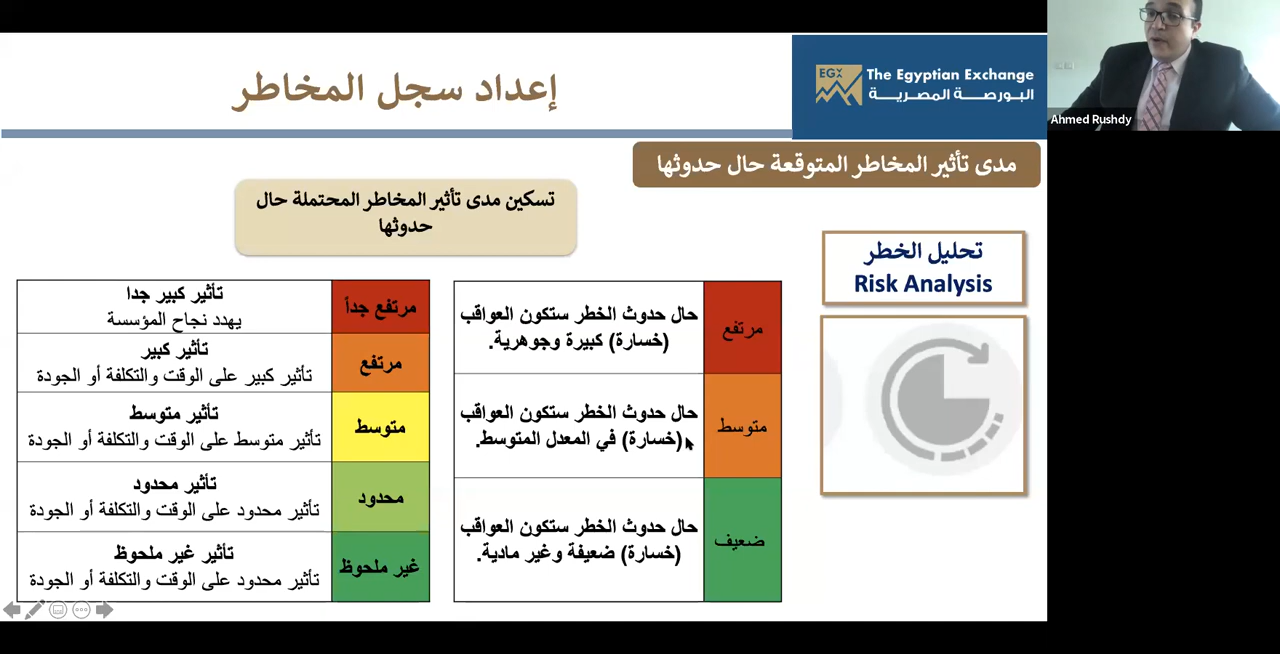 إعداد سجل المخاطر
EGX
The Egyptian Exchange
البورصة المصرية
Ahmed Rushdy
مدى تأثير المخاطر المتوقعة حال حدوثها
تسكين مدى تأثير المخاطر المحتملة حال
حدوثها
تحليل الخطر
Risk Analysis
مرتفع
حال حدوث الخطر ستكون العواقب
(خسارة) كبيرة وجوهرية.
متوسط
حال حدوث الخطر ستكون العواقب
(خسارة) في المعدل المتوسط.
ضعيف
حال حدوث الخطر ستكون العواقب
(خسارة) ضعيفة وغير مادية.
مرتفع جداً
تأثير كبير جدا
يهدد نجاح المؤسسة
مرتفع
تأثير كبير
تأثير كبير على الوقت والتكلفة أو الجودة
متوسط
تأثير متوسط
تأثير متوسط على الوقت والتكلفة أو الجودة
محدود
تأثير محدود
تأثير محدود على الوقت والتكلفة أو الجودة
غير ملحوظ
تأثير غير ملحوظ
تأثير محدود على الوقت والتكلفة أو الجودة